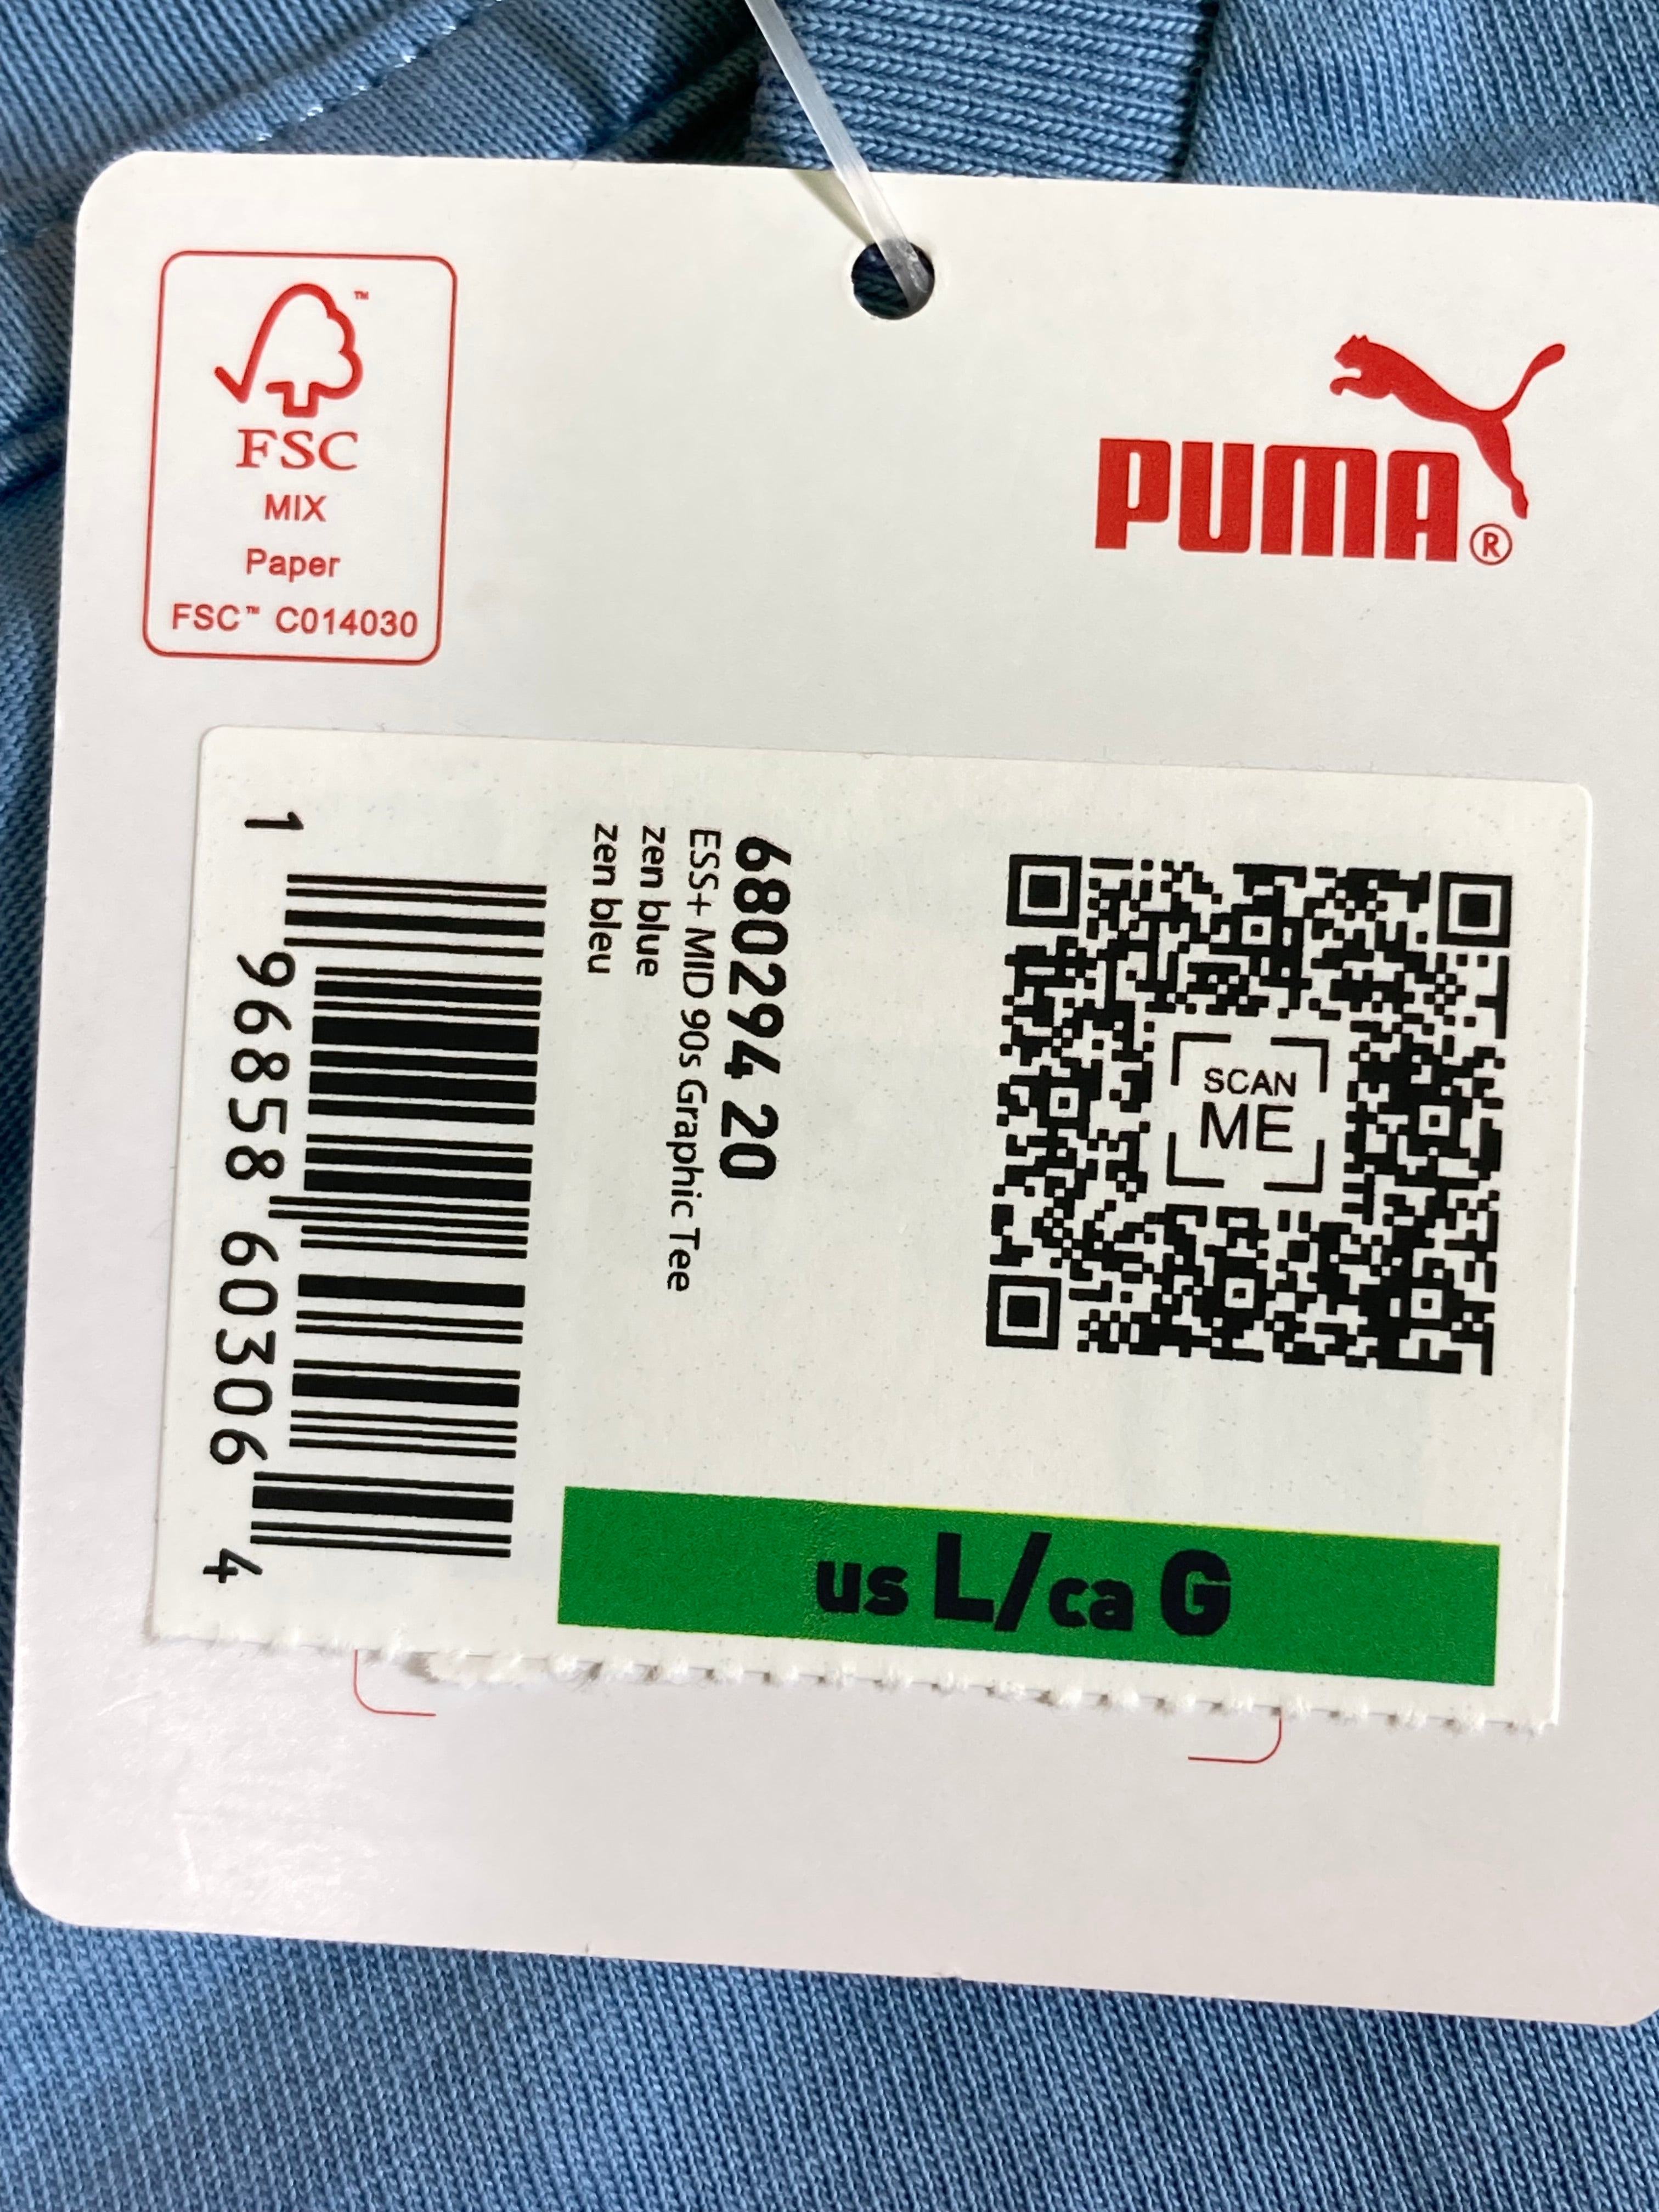 FSC
MIX
Paper
FSC™ C014030
PUMA®
680294 20
ESS+ MID 90s Graphic Tee
zen blue
zen bleu
1 96858 60306 4
SCAN
ME
us L/ca G